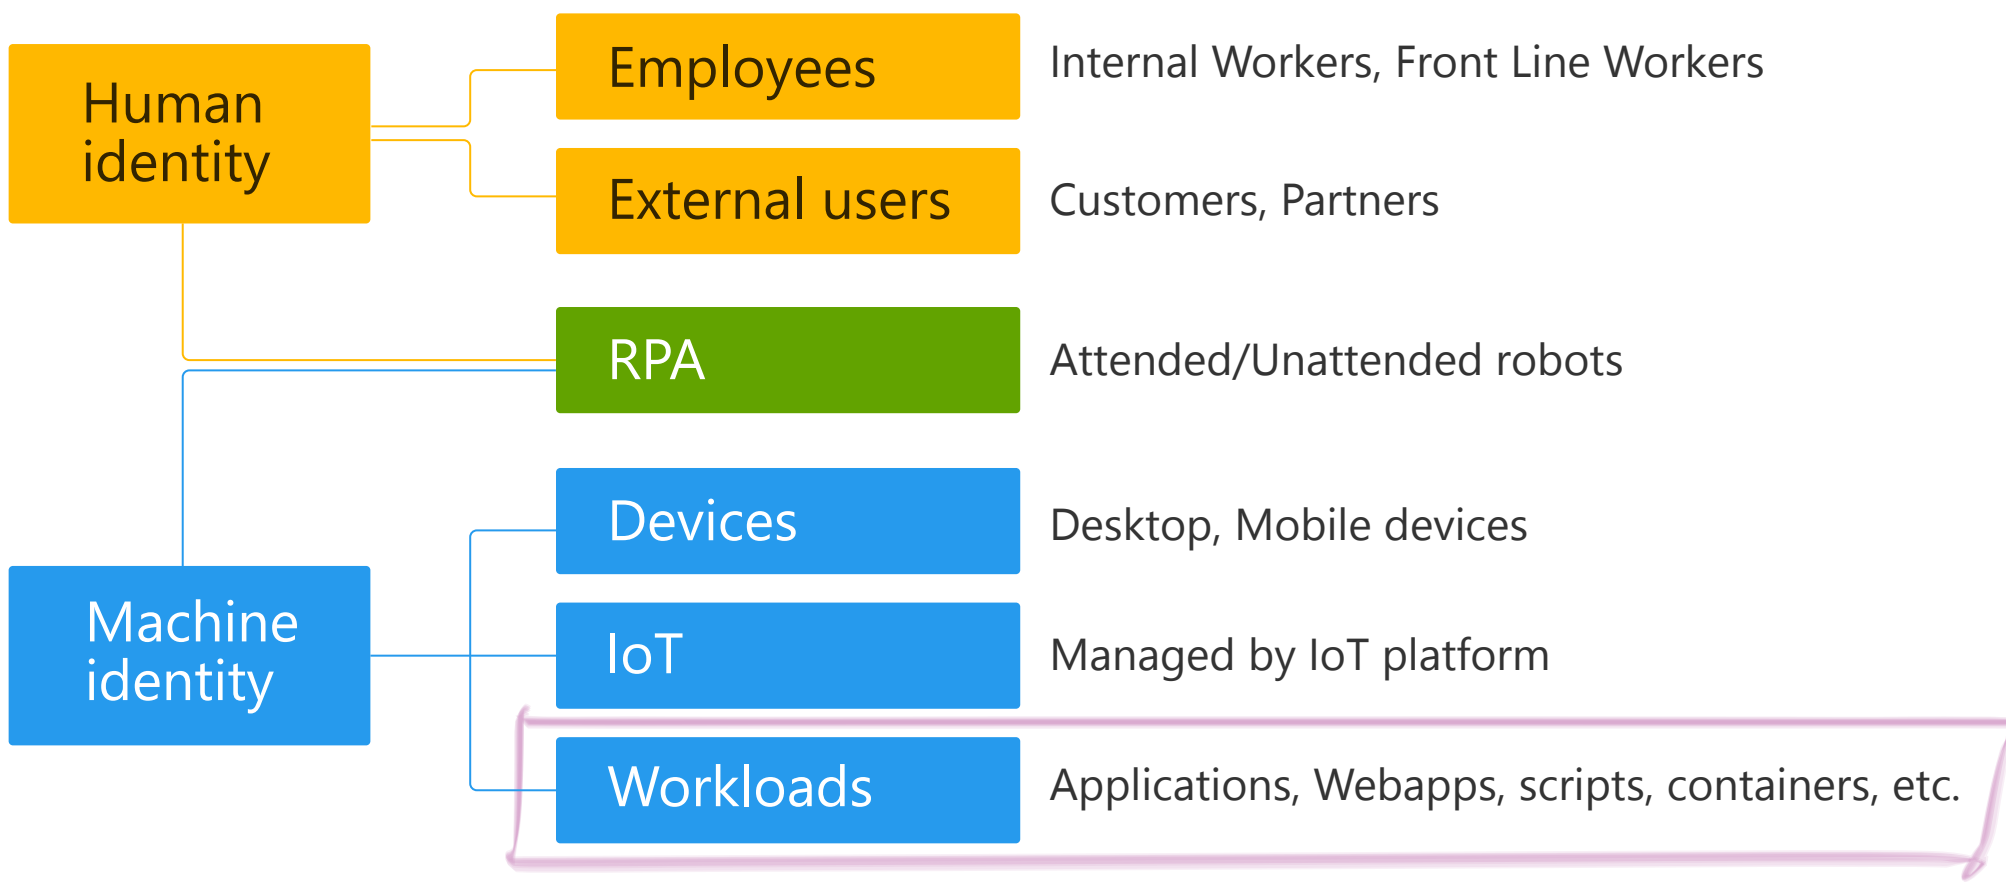 Human
identity
Employees
Internal Workers, Front Line Workers
External users
Customers, Partners
RPA
Attended/Unattended robots
Machine
identity
Devices
Desktop, Mobile devices
IoT
Managed by IoT platform
Workloads
Applications, Webapps, scripts, containers, etc.